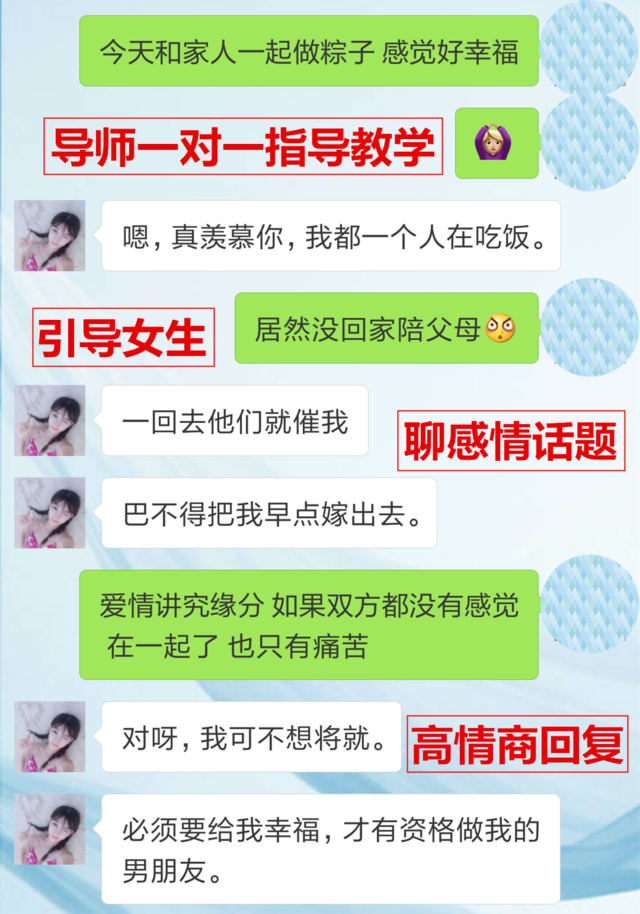 今天和家人一起做粽子 感觉好幸福
导师一对一指导教学
嗯,真羡慕你,我都一个人在吃饭。
引导女生
居然没回家陪父母
一回去他们就催我
聊感情话题
巴不得把我早点嫁出去。
爱情讲究缘分 如果双方都没有感觉
在一起了 也只有痛苦
对呀,我可不想将就。
高情商回复
必须要给我幸福,才有资格做我的
男朋友。